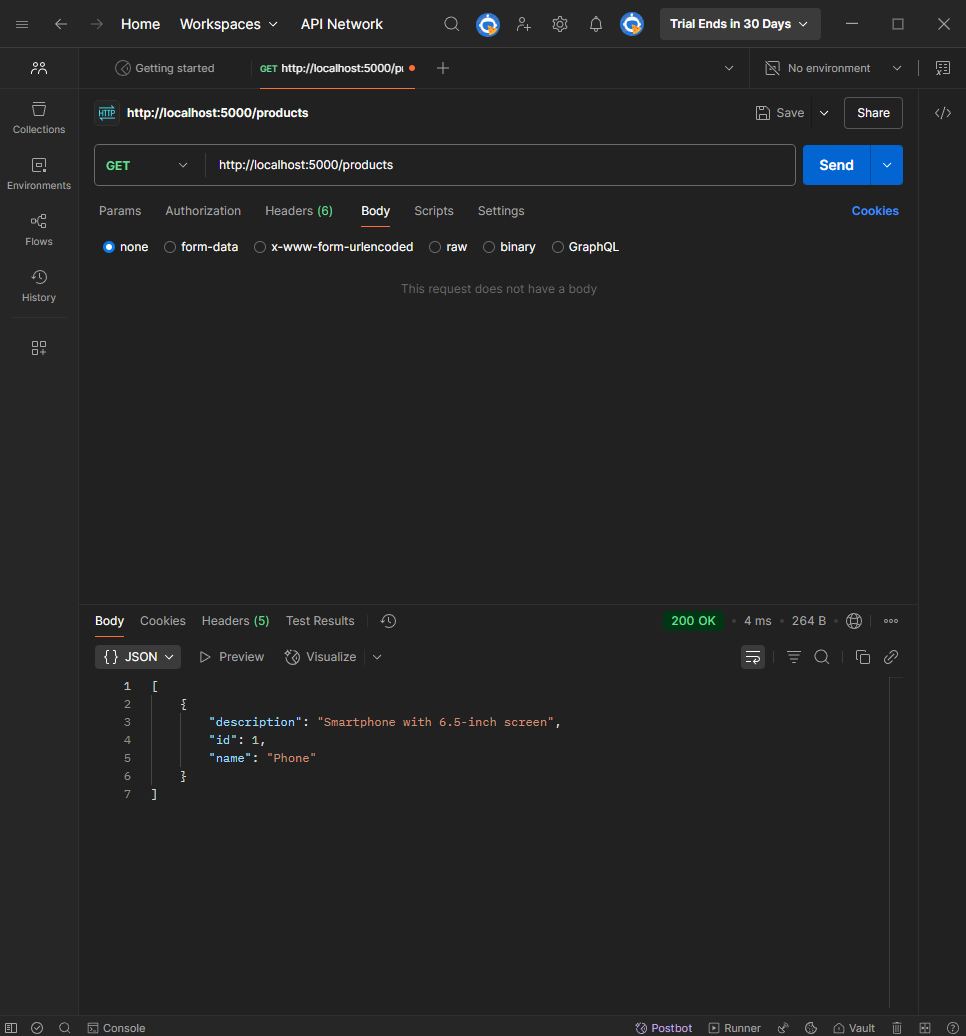 Home Workspaces API Network Trial Ends in 30 Days
Getting started GET http://localhost:5000/p No environment
Collections
Environments
Flows
History
HTTP http://localhost:5000/products Save Share
GET http://localhost:5000/products Send
Params Authorization Headers (6) Body Scripts Settings Cookies
none form-data x-www-form-urlencoded raw binary GraphQL
This request does not have a body
Body Cookies Headers (5) Test Results 200 OK 4 ms 264 B
{} JSON Preview Visualize
1 [
2 {
3 "description": "Smartphone with 6.5-inch screen",
4 "id": 1,
5 "name": "Phone"
6 }
7 ]
Console Postbot Runner Vault